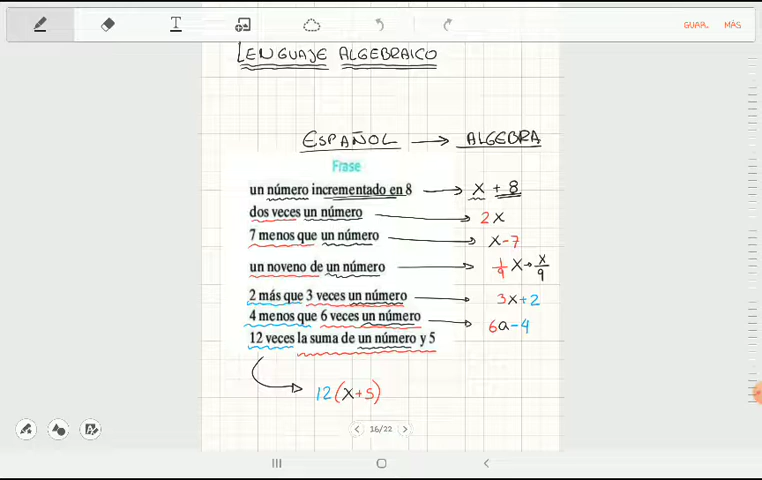 GUAR. MÁS
LENGUAJE ALGEBRAICO
ESPAÑOL → ALGEBRA
Frase
un número incrementado en 8 → x + 8
dos veces un número → 2x
7 menos que un número → x-7
un noveno de un número → 1/9 x → x/9
2 más que 3 veces un número → 3x+2
4 menos que 6 veces un número → 6a-4
12 veces la suma de un número y 5
12(x+5)
16/22